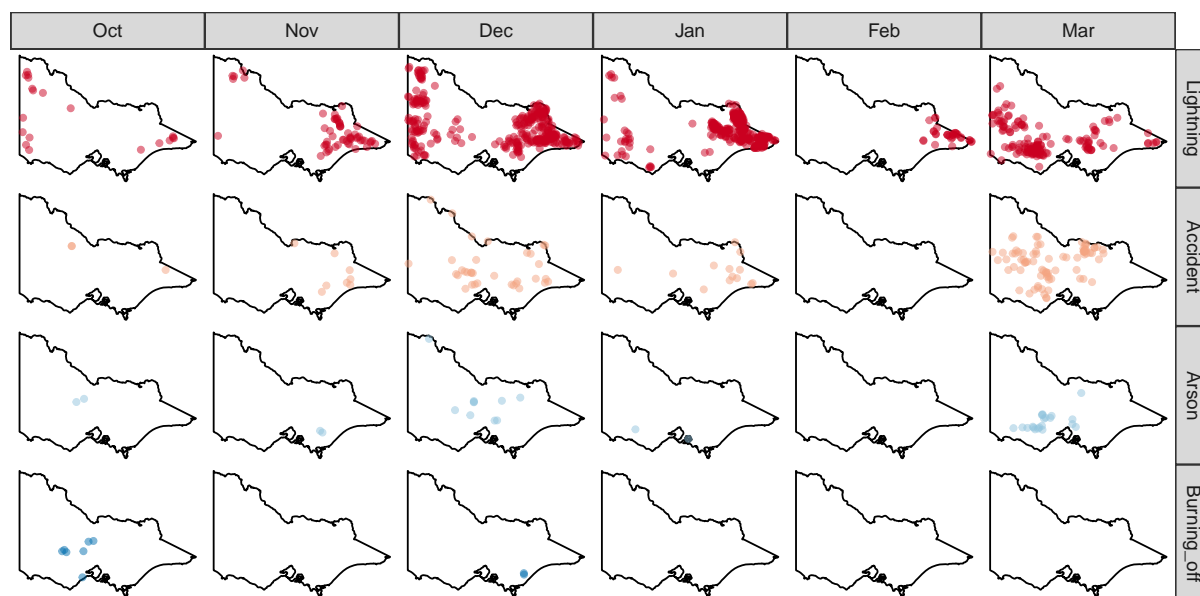 Oct
Nov
Dec
Jan
Feb
Mar
Lightning
Accident
Arson
Burning_off